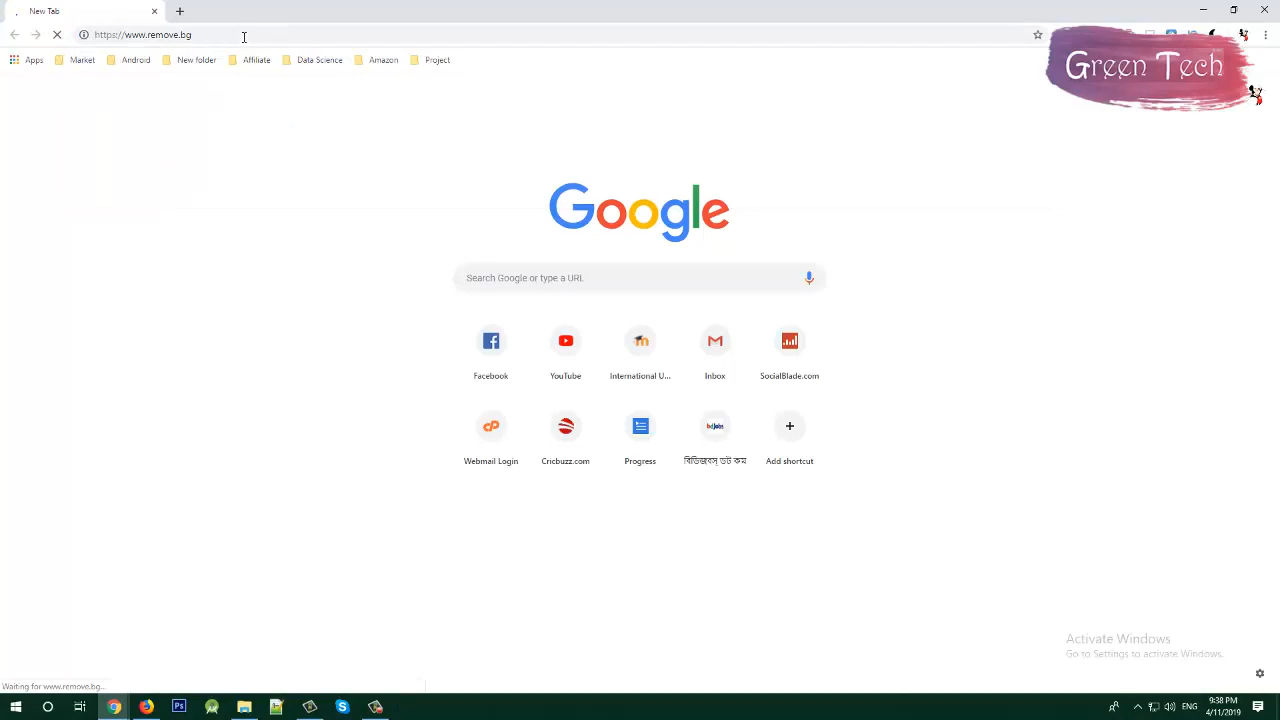 New Tab
https://www.remove.bg
Apps
Market
Android
New folder
Affiliate
Data Science
Amazon
Project
Green Tech
Google
Search Google or type a URL
Facebook
YouTube
International U...
Inbox
SocialBlade.com
bdjobs
Webmail Login
Cricbuzz.com
Progress
বিডিজবস্ ডট কম
Add shortcut
Activate Windows
Go to Settings to activate Windows.
Waiting for www.remove.bg...
Ps
ENG
9:38 PM
4/11/2019